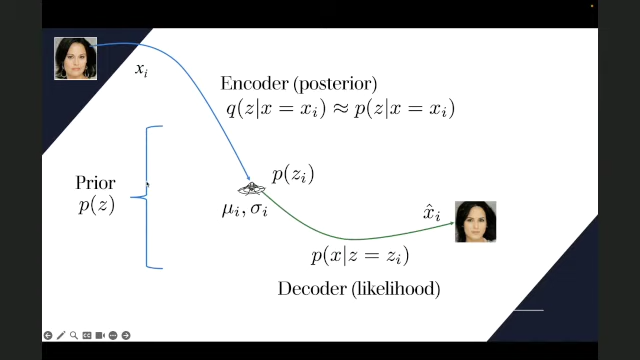 x_i
Encoder (posterior)
q(z|x = x_i) ≈ p(z|x = x_i)
p(z_i)
Prior
p(z)
μ_i, σ_i
x̂_i
p(x|z = z_i)
Decoder (likelihood)